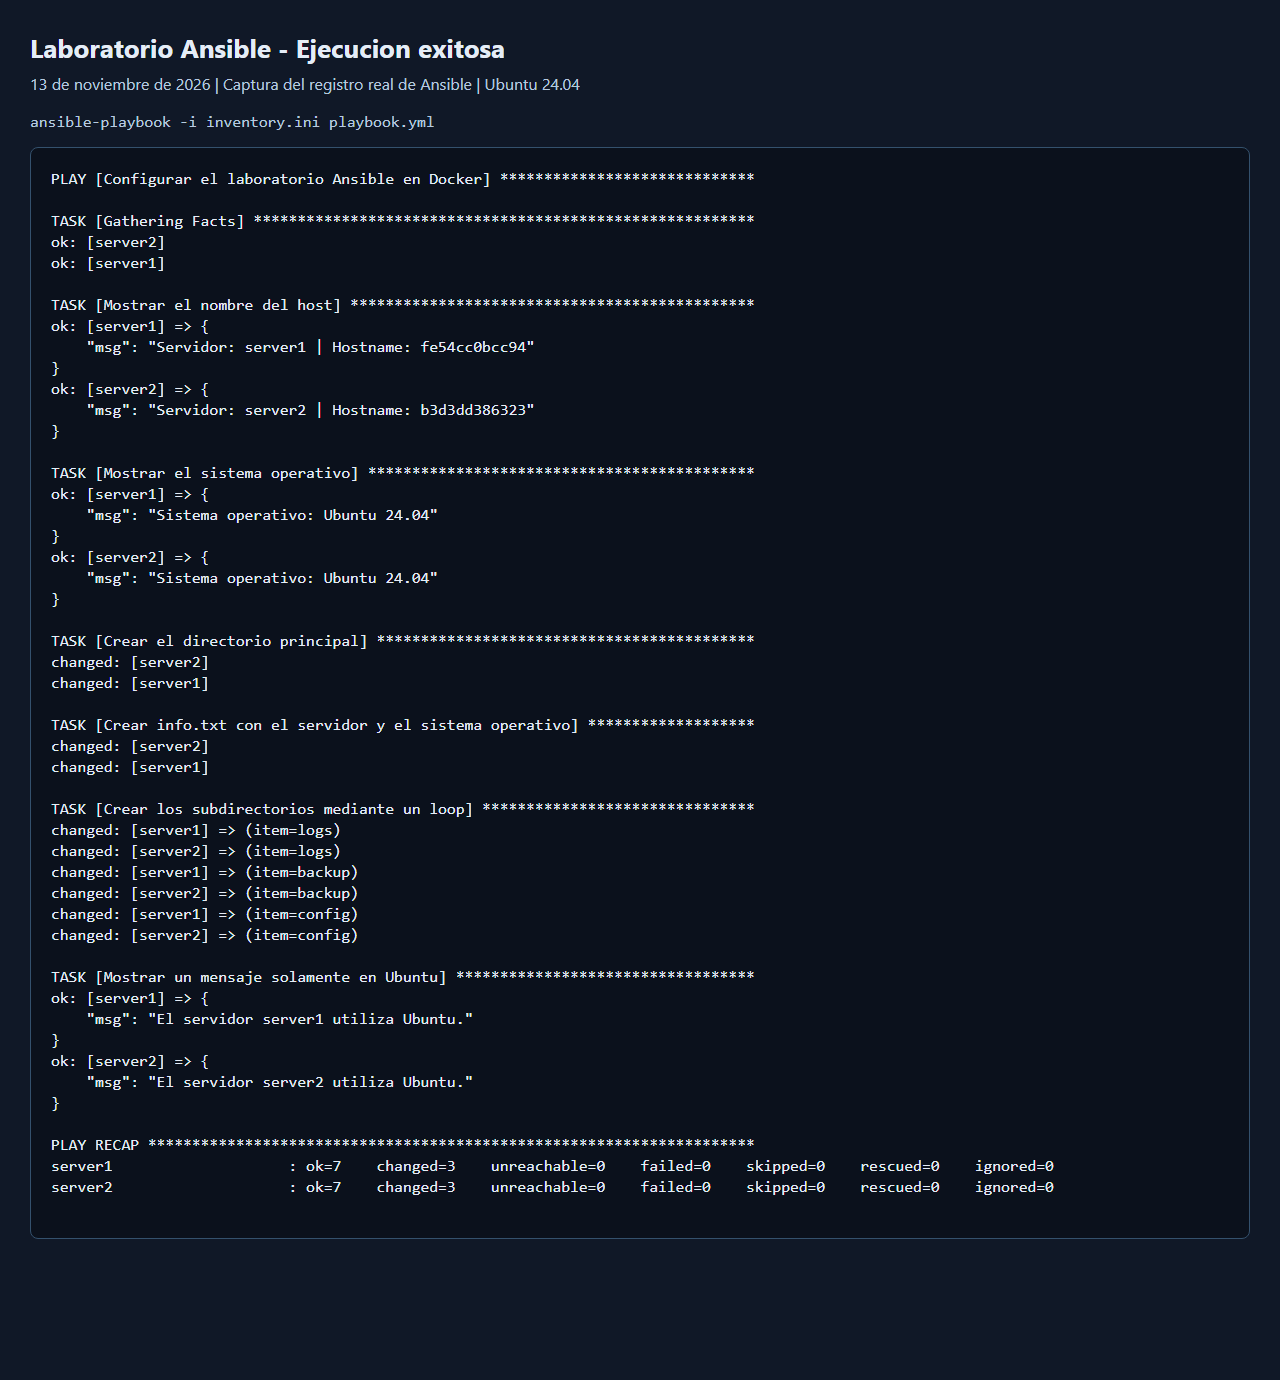 Laboratorio Ansible - Ejecucion exitosa
13 de noviembre de 2026 | Captura del registro real de Ansible | Ubuntu 24.04
ansible-playbook -i inventory.ini playbook.yml
PLAY [Configurar el laboratorio Ansible en Docker] *****************************
TASK [Gathering Facts] *********************************************************
ok: [server2]
ok: [server1]
TASK [Mostrar el nombre del host] **********************************************
ok: [server1] => {
    "msg": "Servidor: server1 | Hostname: fe54cc0bcc94"
}
ok: [server2] => {
    "msg": "Servidor: server2 | Hostname: b3d3dd386323"
}
TASK [Mostrar el sistema operativo] ********************************************
ok: [server1] => {
    "msg": "Sistema operativo: Ubuntu 24.04"
}
ok: [server2] => {
    "msg": "Sistema operativo: Ubuntu 24.04"
}
TASK [Crear el directorio principal] *******************************************
changed: [server2]
changed: [server1]
TASK [Crear info.txt con el servidor y el sistema operativo] *******************
changed: [server2]
changed: [server1]
TASK [Crear los subdirectorios mediante un loop] *******************************
changed: [server1] => (item=logs)
changed: [server2] => (item=logs)
changed: [server1] => (item=backup)
changed: [server2] => (item=backup)
changed: [server1] => (item=config)
changed: [server2] => (item=config)
TASK [Mostrar un mensaje solamente en Ubuntu] **********************************
ok: [server1] => {
    "msg": "El servidor server1 utiliza Ubuntu."
}
ok: [server2] => {
    "msg": "El servidor server2 utiliza Ubuntu."
}
PLAY RECAP *********************************************************************
server1                    : ok=7    changed=3    unreachable=0    failed=0    skipped=0    rescued=0    ignored=0
server2                    : ok=7    changed=3    unreachable=0    failed=0    skipped=0    rescued=0    ignored=0